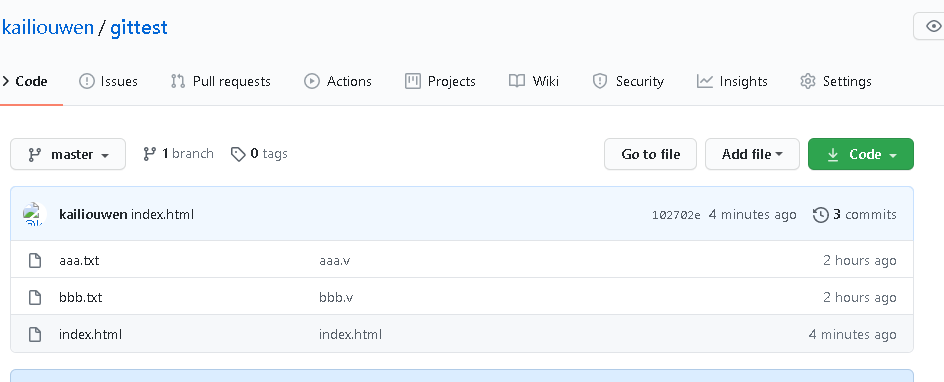 kailiouwen / gittest
Code Issues Pull requests Actions Projects Wiki Security Insights Settings
master 1 branch 0 tags Go to file Add file Code
kailiouwen index.html 102702e 4 minutes ago 3 commits
aaa.txt aaa.v 2 hours ago
bbb.txt bbb.v 2 hours ago
index.html index.html 4 minutes ago